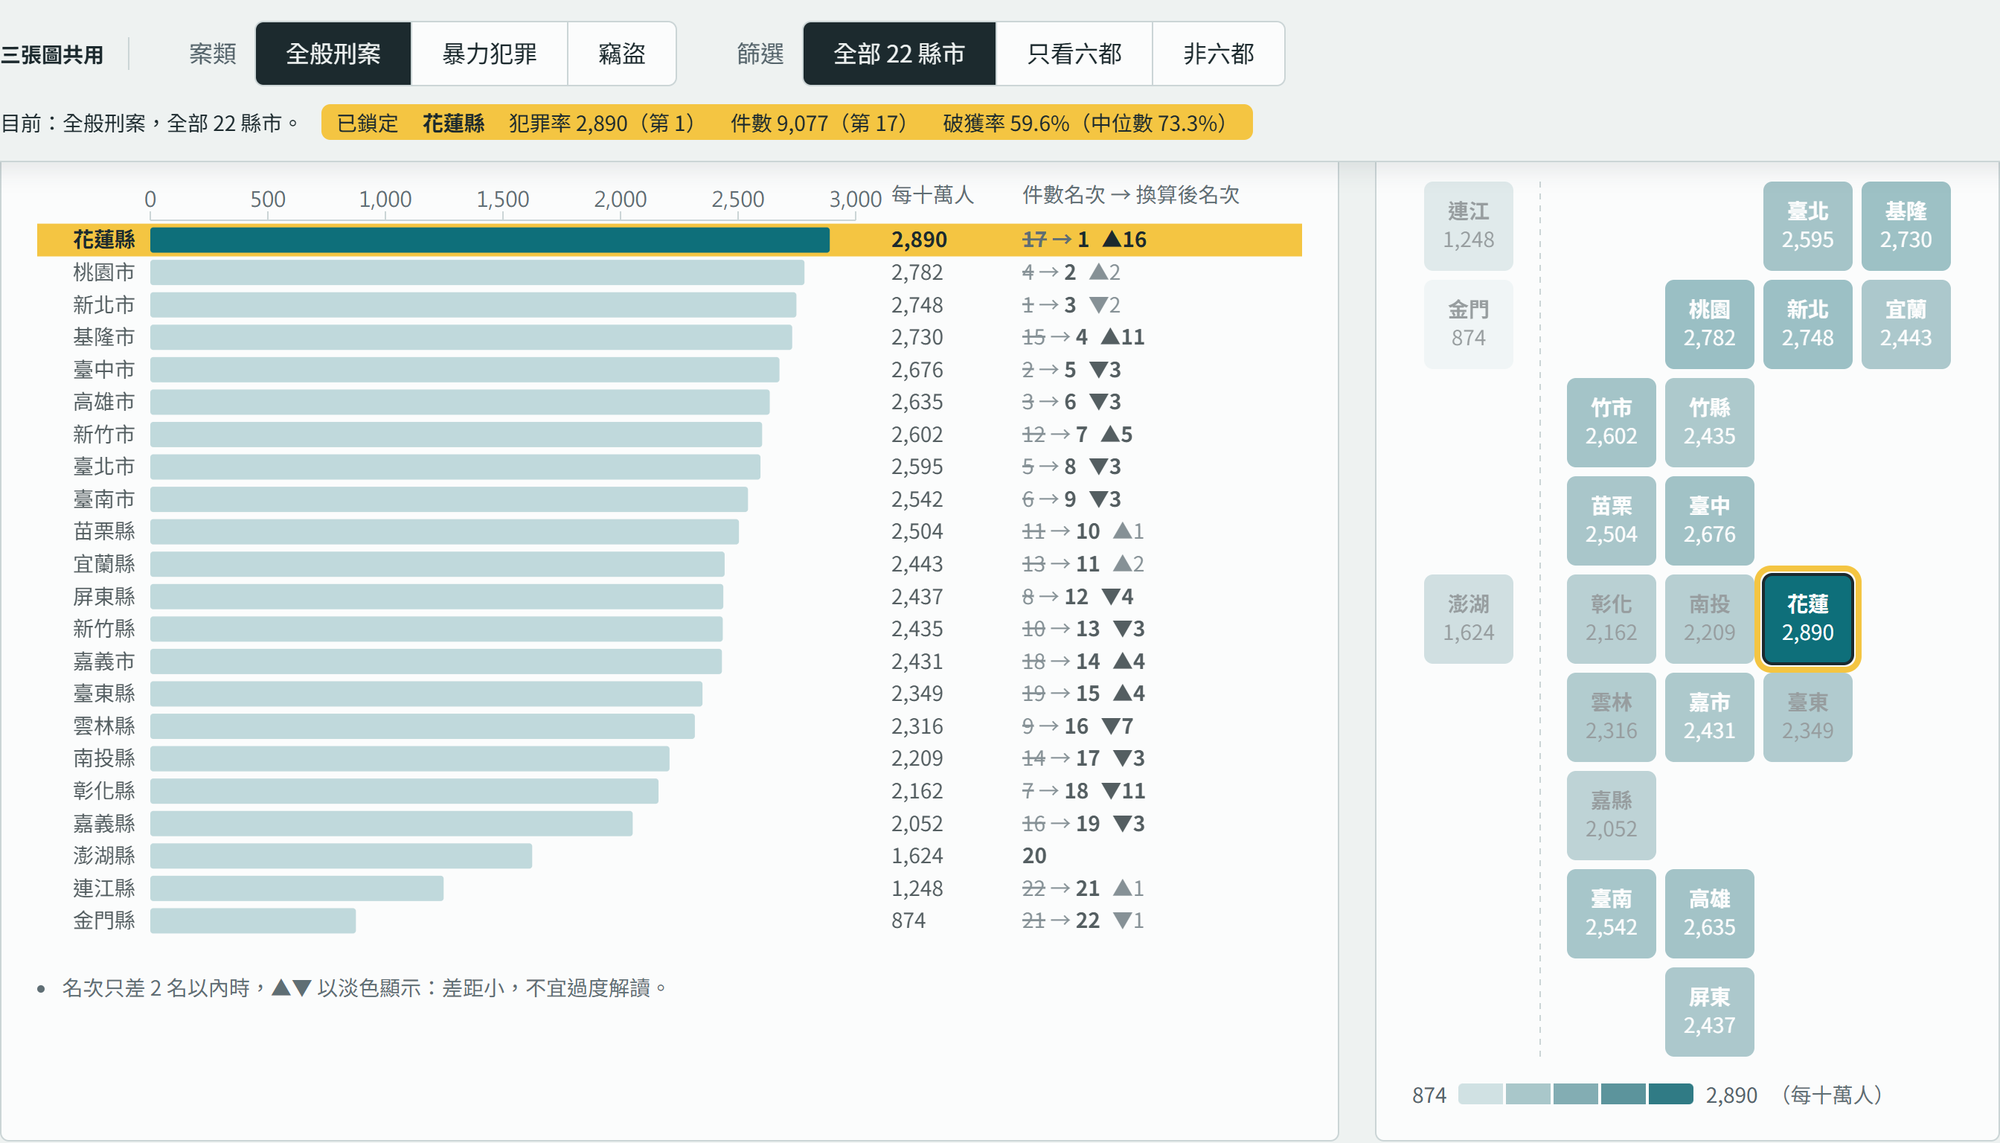 三張圖共用 案類 全般刑案 暴力犯罪 竊盜 篩選 全部 22 縣市 只看六都 非六都
目前：全般刑案，全部 22 縣市。 已鎖定 花蓮縣 犯罪率 2,890（第 1） 件數 9,077（第 17） 破獲率 59.6%（中位數 73.3%）
0 500 1,000 1,500 2,000 2,500 3,000 每十萬人 件數名次 → 換算後名次
花蓮縣 2,890 17 → 1 ▲16
桃園市 2,782 4 → 2 ▲2
新北市 2,748 1 → 3 ▼2
基隆市 2,730 15 → 4 ▲11
臺中市 2,676 2 → 5 ▼3
高雄市 2,635 3 → 6 ▼3
新竹市 2,602 12 → 7 ▲5
臺北市 2,595 5 → 8 ▼3
臺南市 2,542 6 → 9 ▼3
苗栗縣 2,504 11 → 10 ▲1
宜蘭縣 2,443 13 → 11 ▲2
屏東縣 2,437 8 → 12 ▼4
新竹縣 2,435 10 → 13 ▼3
嘉義市 2,431 18 → 14 ▲4
臺東縣 2,349 19 → 15 ▲4
雲林縣 2,316 9 → 16 ▼7
南投縣 2,209 14 → 17 ▼3
彰化縣 2,162 7 → 18 ▼11
嘉義縣 2,052 16 → 19 ▼3
澎湖縣 1,624 20
連江縣 1,248 22 → 21 ▲1
金門縣 874 21 → 22 ▼1
• 名次只差 2 名以內時，▲▼ 以淡色顯示：差距小，不宜過度解讀。
連江 臺北 基隆
1,248 2,595 2,730
金門 桃園 新北 宜蘭
874 2,782 2,748 2,443
竹市 竹縣
2,602 2,435
苗栗 臺中
2,504 2,676
澎湖 彰化 南投 花蓮
1,624 2,162 2,209 2,890
雲林 嘉市 臺東
2,316 2,431 2,349
嘉縣
2,052
臺南 高雄
2,542 2,635
屏東
2,437
874 2,890 （每十萬人）